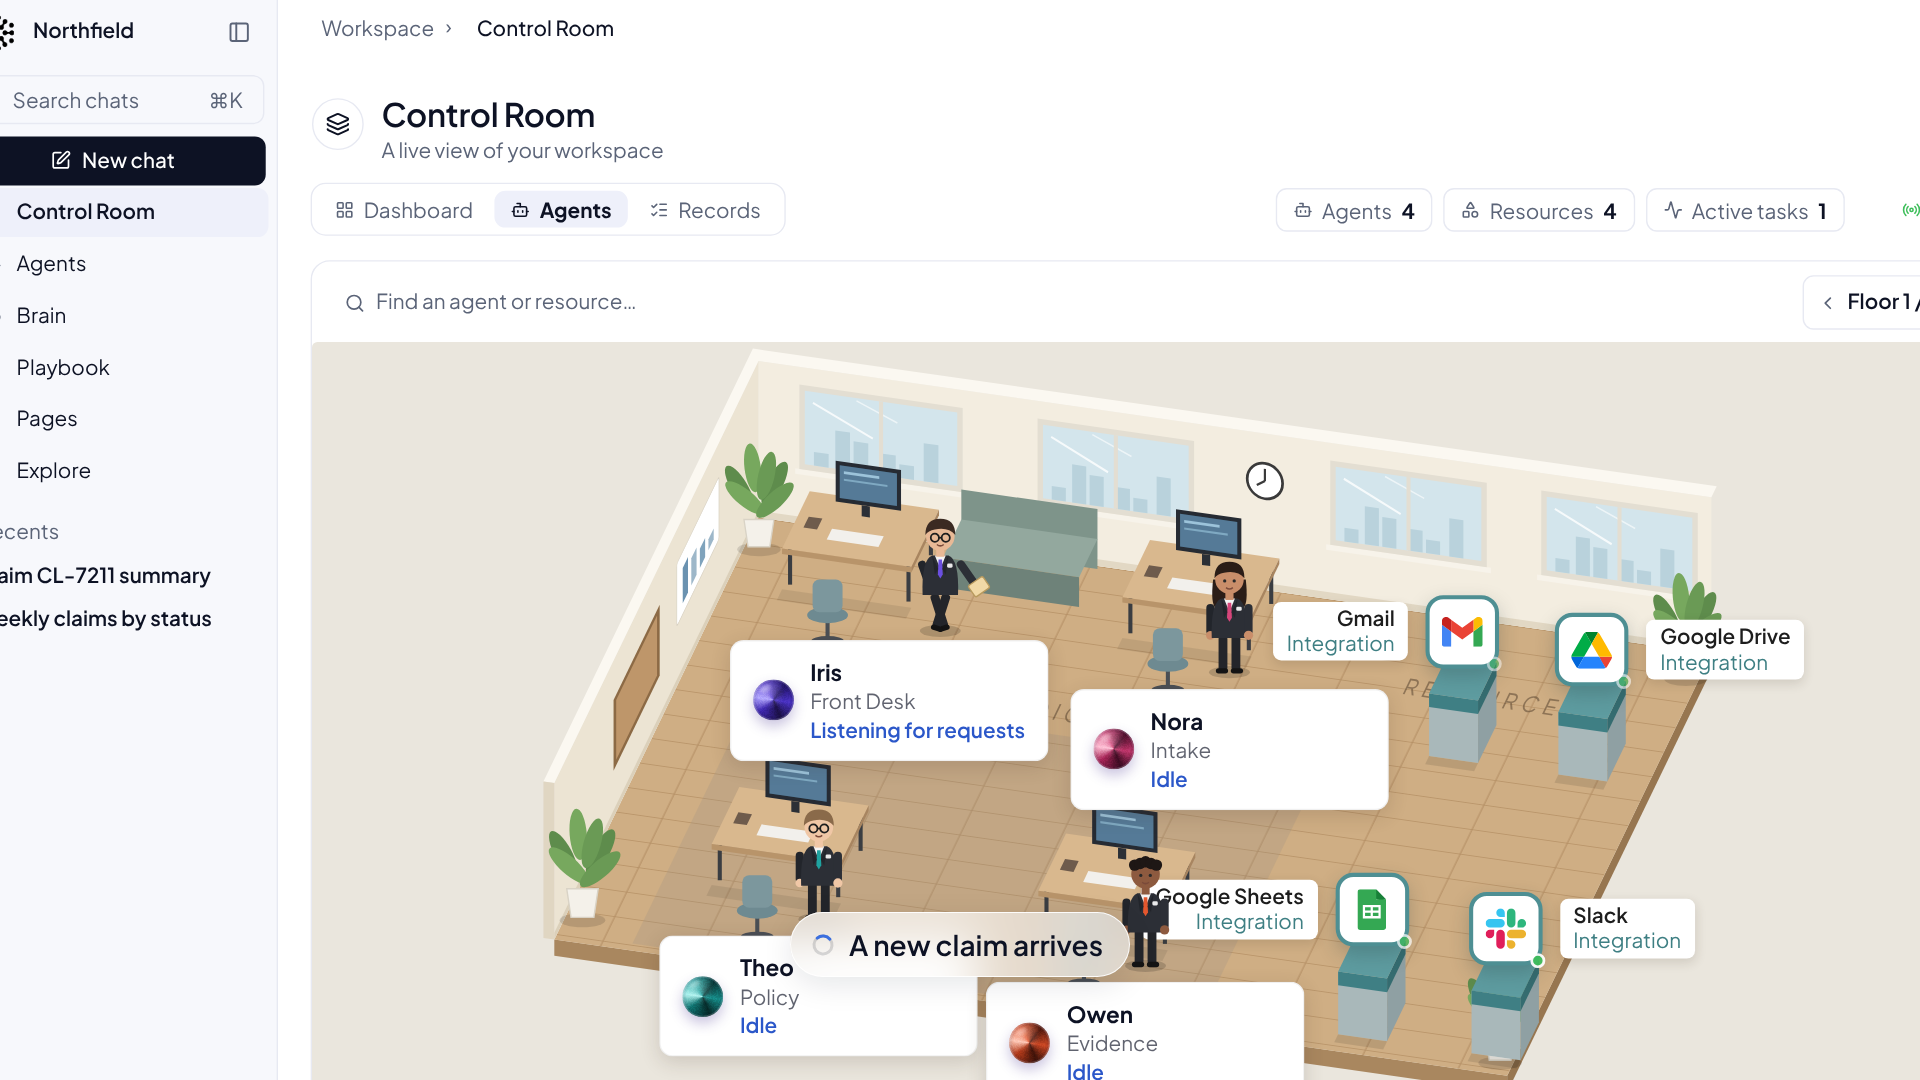 Northfield
Search chats ⌘K
New chat
Control Room
Agents
Brain
Playbook
Pages
Explore
ecents
aim CL-7211 summary
eekly claims by status
Workspace › Control Room
Control Room
A live view of your workspace
Dashboard Agents Records
Agents 4 Resources 4 Active tasks 1
Find an agent or resource...
Floor 1 /
Gmail
Integration
Google Drive
Integration
Iris
Front Desk
Listening for requests
Nora
Intake
Idle
Google Sheets
Integration
Slack
Integration
A new claim arrives
Theo
Policy
Idle
Owen
Evidence
Idle